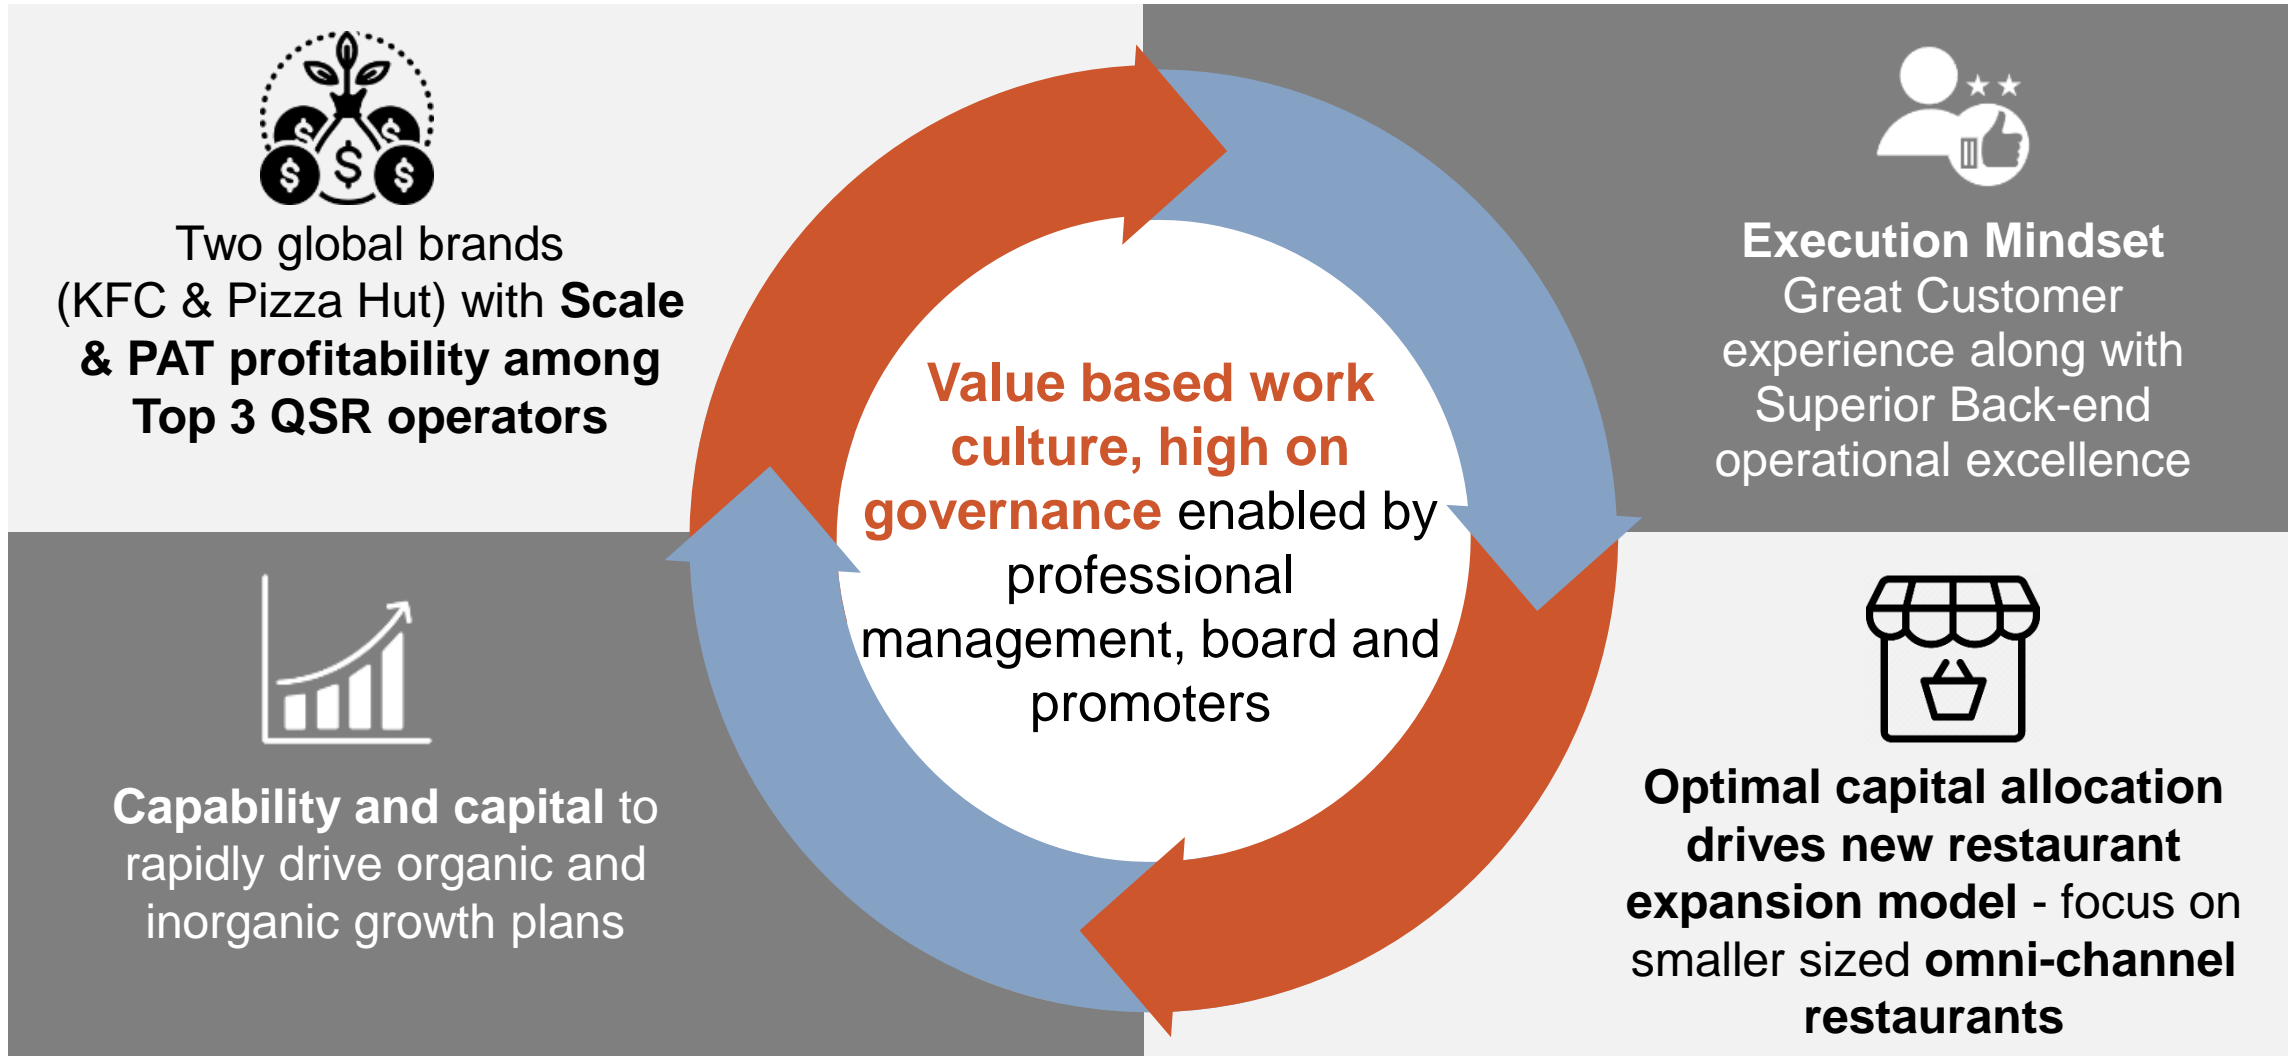 Two global brands
(KFC & Pizza Hut) with Scale
& PAT profitability among
Top 3 QSR operators
Execution Mindset
Great Customer
experience along with
Superior Back-end
operational excellence
Value based work
culture, high on
governance enabled by
professional
management, board and
promoters
Capability and capital to
rapidly drive organic and
inorganic growth plans
Optimal capital allocation
drives new restaurant
expansion model - focus on
smaller sized omni-channel
restaurants